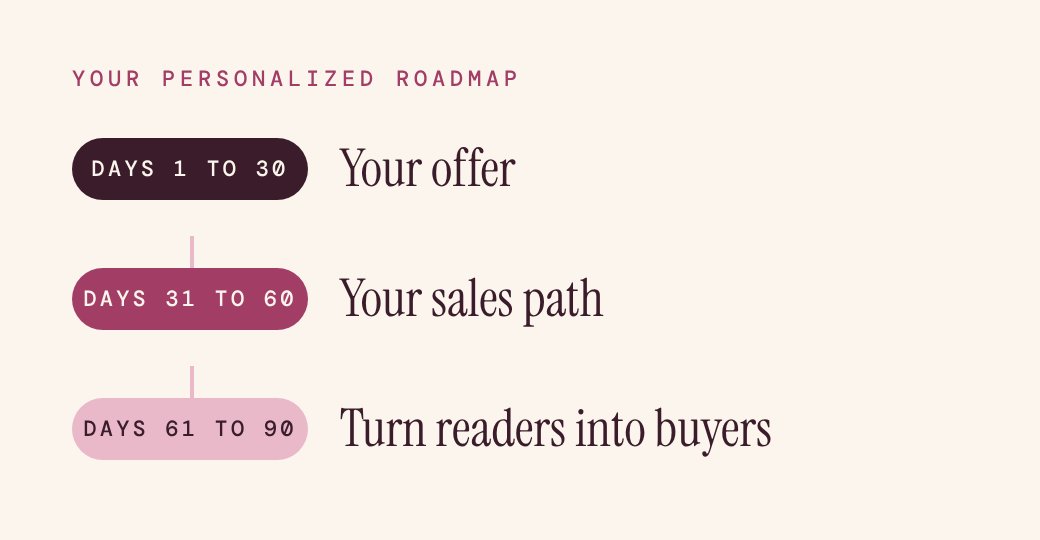 YOUR PERSONALIZED ROADMAP
DAYS 1 TO 30 Your offer
DAYS 31 TO 60 Your sales path
DAYS 61 TO 90 Turn readers into buyers